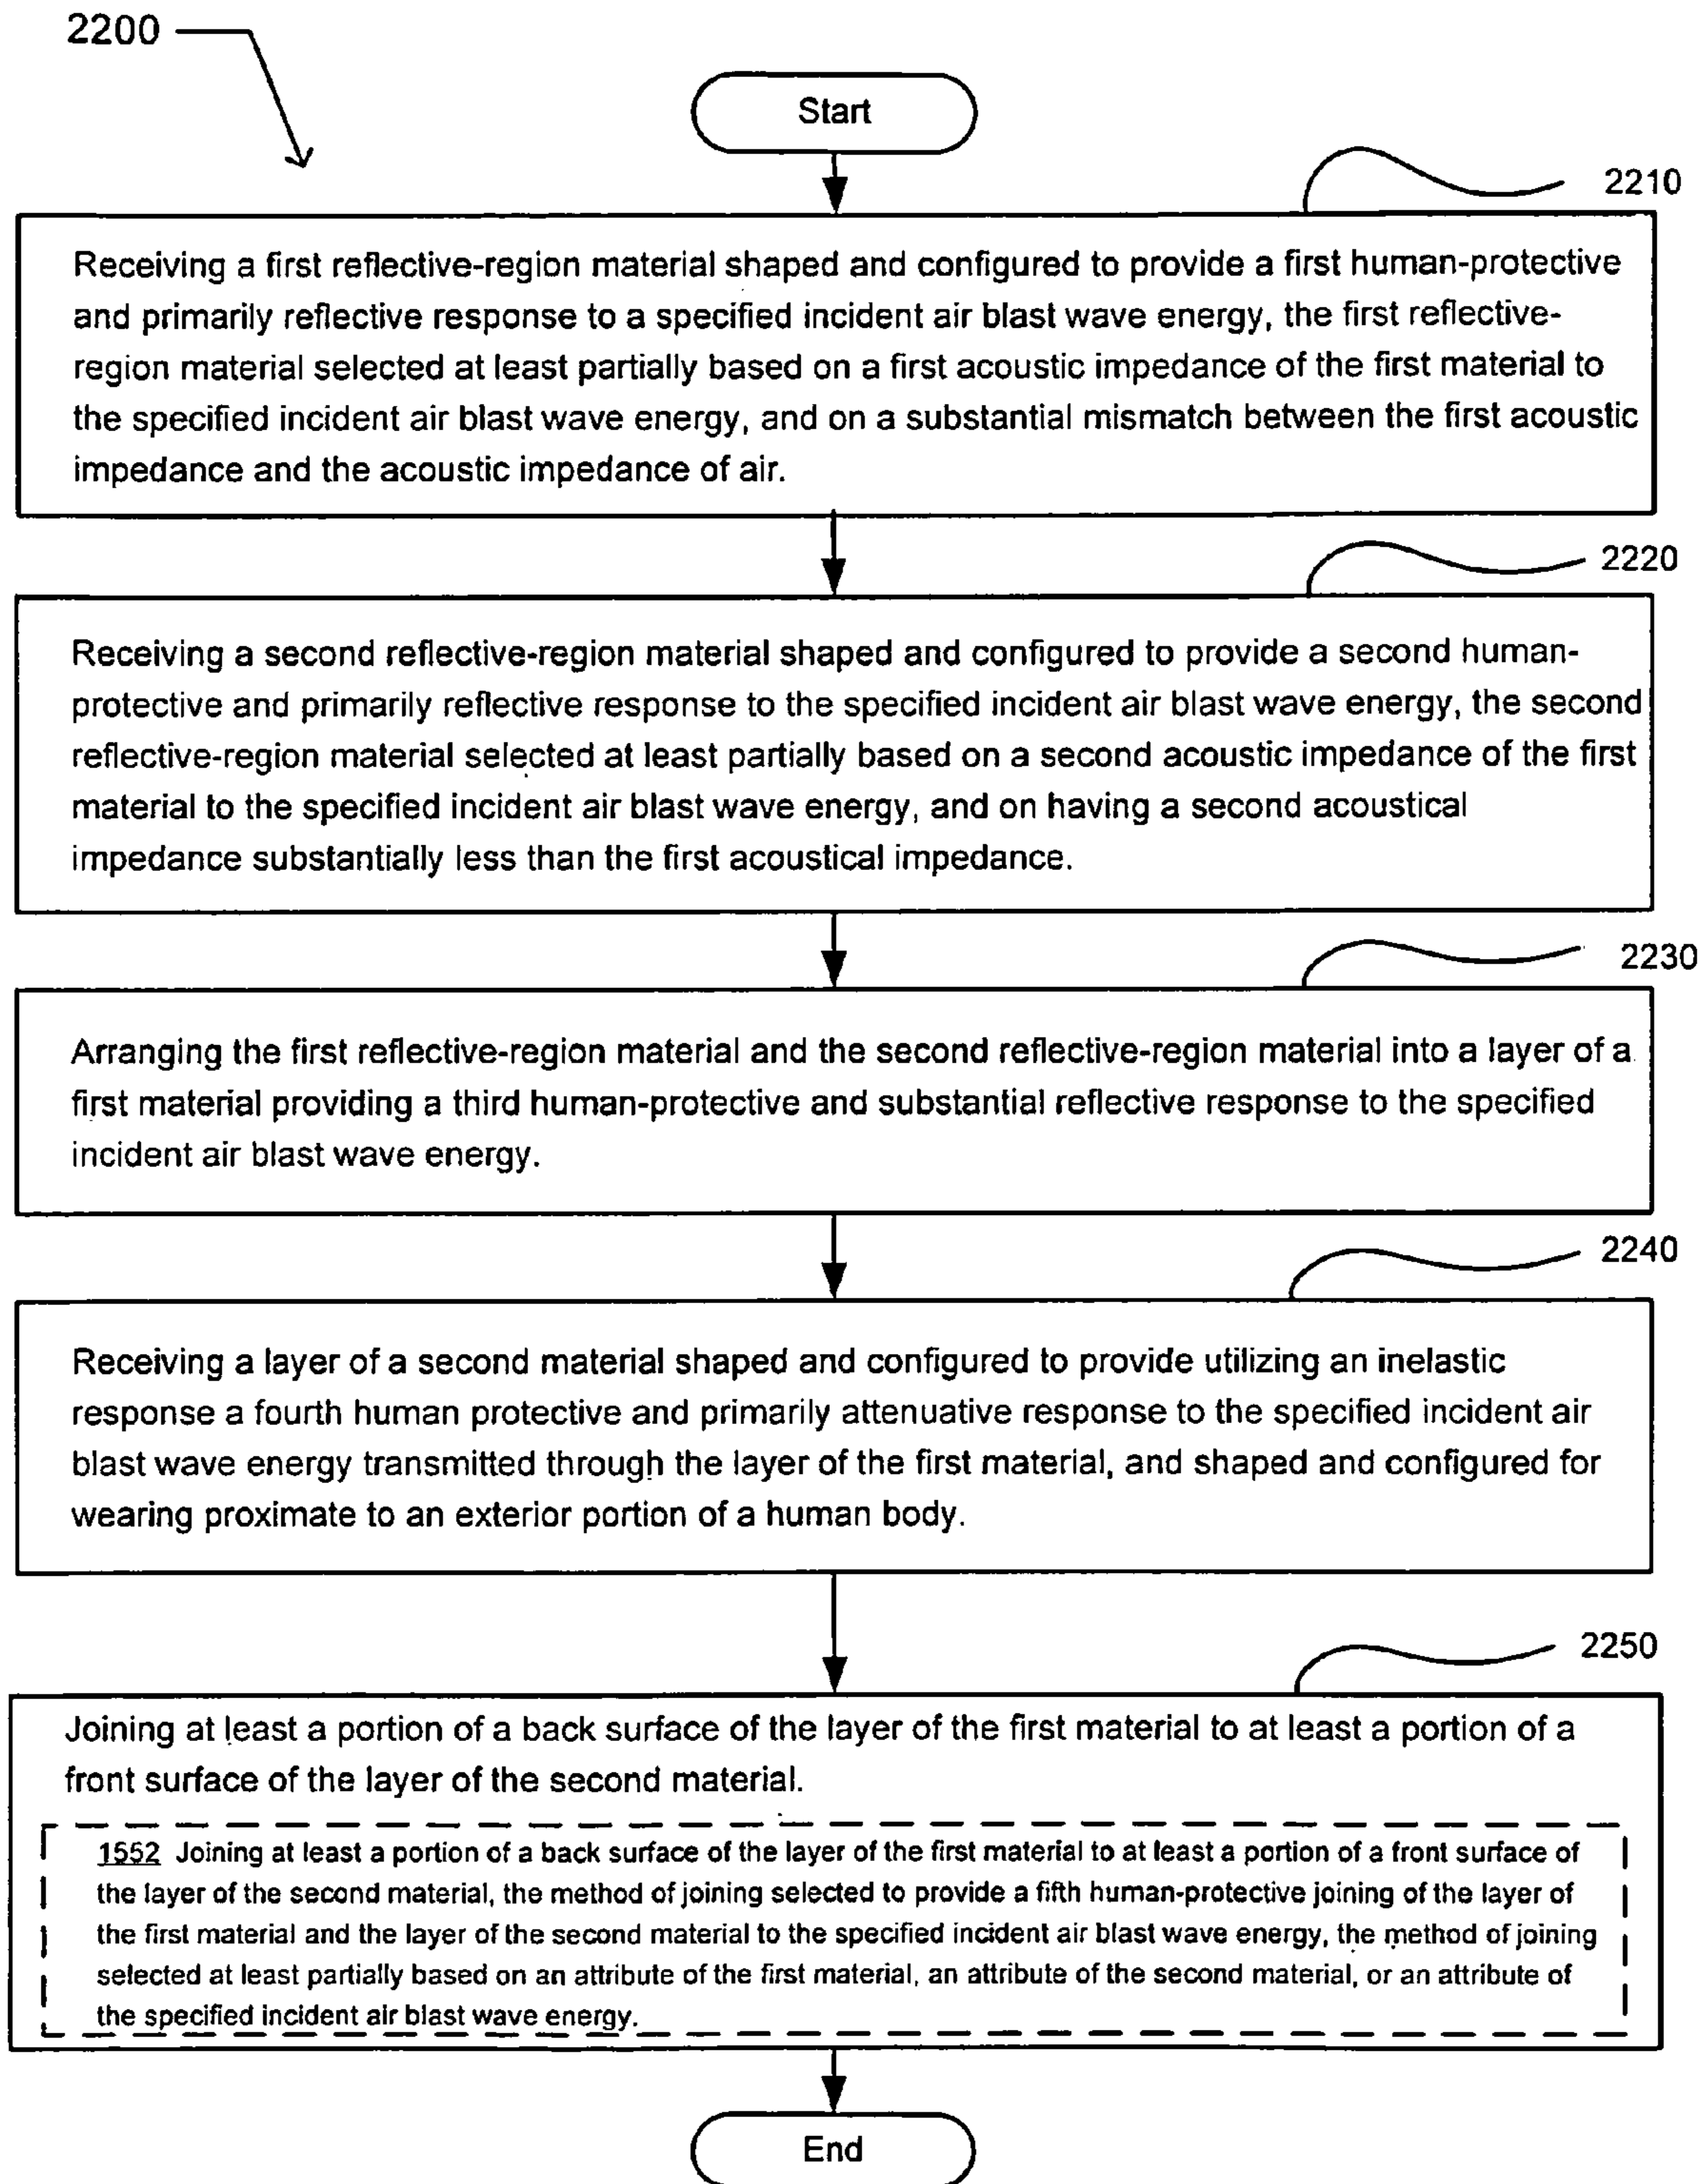 2200
Start
2210
Receiving a first reflective-region material shaped and configured to provide a first human-protective
and primarily reflective response to a specified incident air blast wave energy, the first reflective-
region material selected at least partially based on a first acoustic impedance of the first material to
the specified incident air blast wave energy, and on a substantial mismatch between the first acoustic
impedance and the acoustic impedance of air.
2220
Receiving a second reflective-region material shaped and configured to provide a second human-
protective and primarily reflective response to the specified incident air blast wave energy, the second
reflective-region material selected at least partially based on a second acoustic impedance of the first
material to the specified incident air blast wave energy, and on having a second acoustical
impedance substantially less than the first acoustical impedance.
2230
Arranging the first reflective-region material and the second reflective-region material into a layer of a
first material providing a third human-protective and substantial reflective response to the specified
incident air blast wave energy.
2240
Receiving a layer of a second material shaped and configured to provide utilizing an inelastic
response a fourth human protective and primarily attenuative response to the specified incident air
blast wave energy transmitted through the layer of the first material, and shaped and configured for
wearing proximate to an exterior portion of a human body.
2250
Joining at least a portion of a back surface of the layer of the first material to at least a portion of a
front surface of the layer of the second material.
1552 Joining at least a portion of a back surface of the layer of the first material to at least a portion of a front surface of
the layer of the second material, the method of joining selected to provide a fifth human-protective joining of the layer of
the first material and the layer of the second material to the specified incident air blast wave energy, the method of joining
selected at least partially based on an attribute of the first material, an attribute of the second material, or an attribute of
the specified incident air blast wave energy.
End